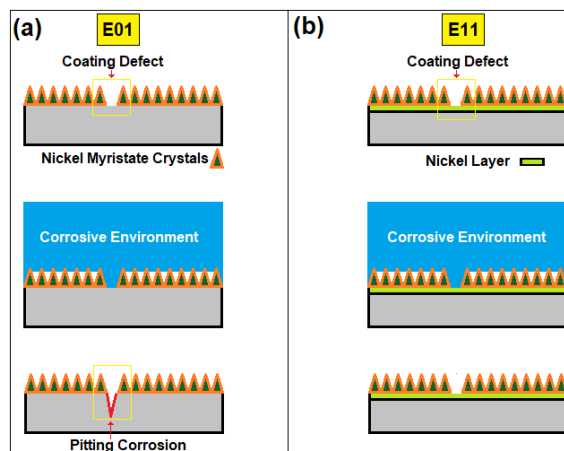 (a)
E01
Coating Defect
Nickel Myristate Crystals
Corrosive Environment
Pitting Corrosion
(b)
E11
Coating Defect
Nickel Layer
Corrosive Environment